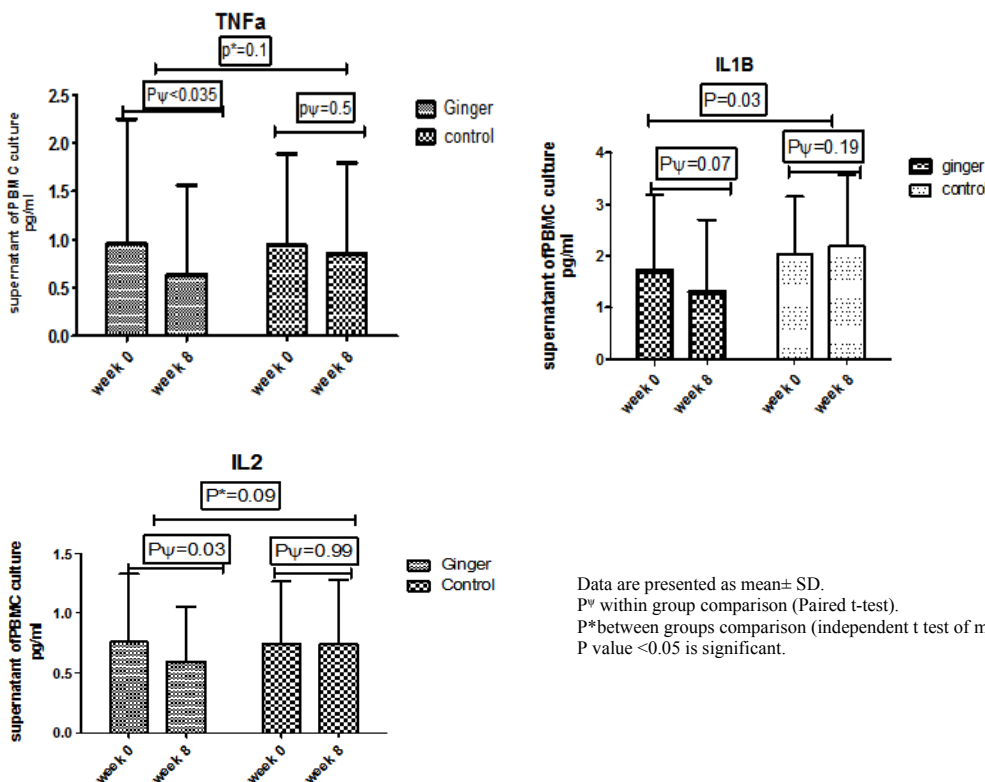 TNFa
p*=0.1
Pψ<0.035
pψ=0.5
Ginger
control
supernatant of PBM C culture
pg/ml
2.5
2.0
1.5
1.0
0.5
0.0
week 0
week 8
week 0
week 8
IL1B
P=0.03
Pψ=0.07
Pψ=0.19
ginger
control
supernatant ofPBMC culture
pg/ml
4
3
2
1
0
week 0
week 8
week 0
week 8
IL2
P*=0.09
Pψ=0.03
Pψ=0.99
Ginger
Control
supernatant ofPBMC culture
pg/ml
1.5
1.0
0.5
0.0
week 0
week 8
week 0
week 8
Data are presented as mean± SD.
Pψ within group comparison (Paired t-test).
P*between groups comparison (independent t test of m
P value <0.05 is significant.